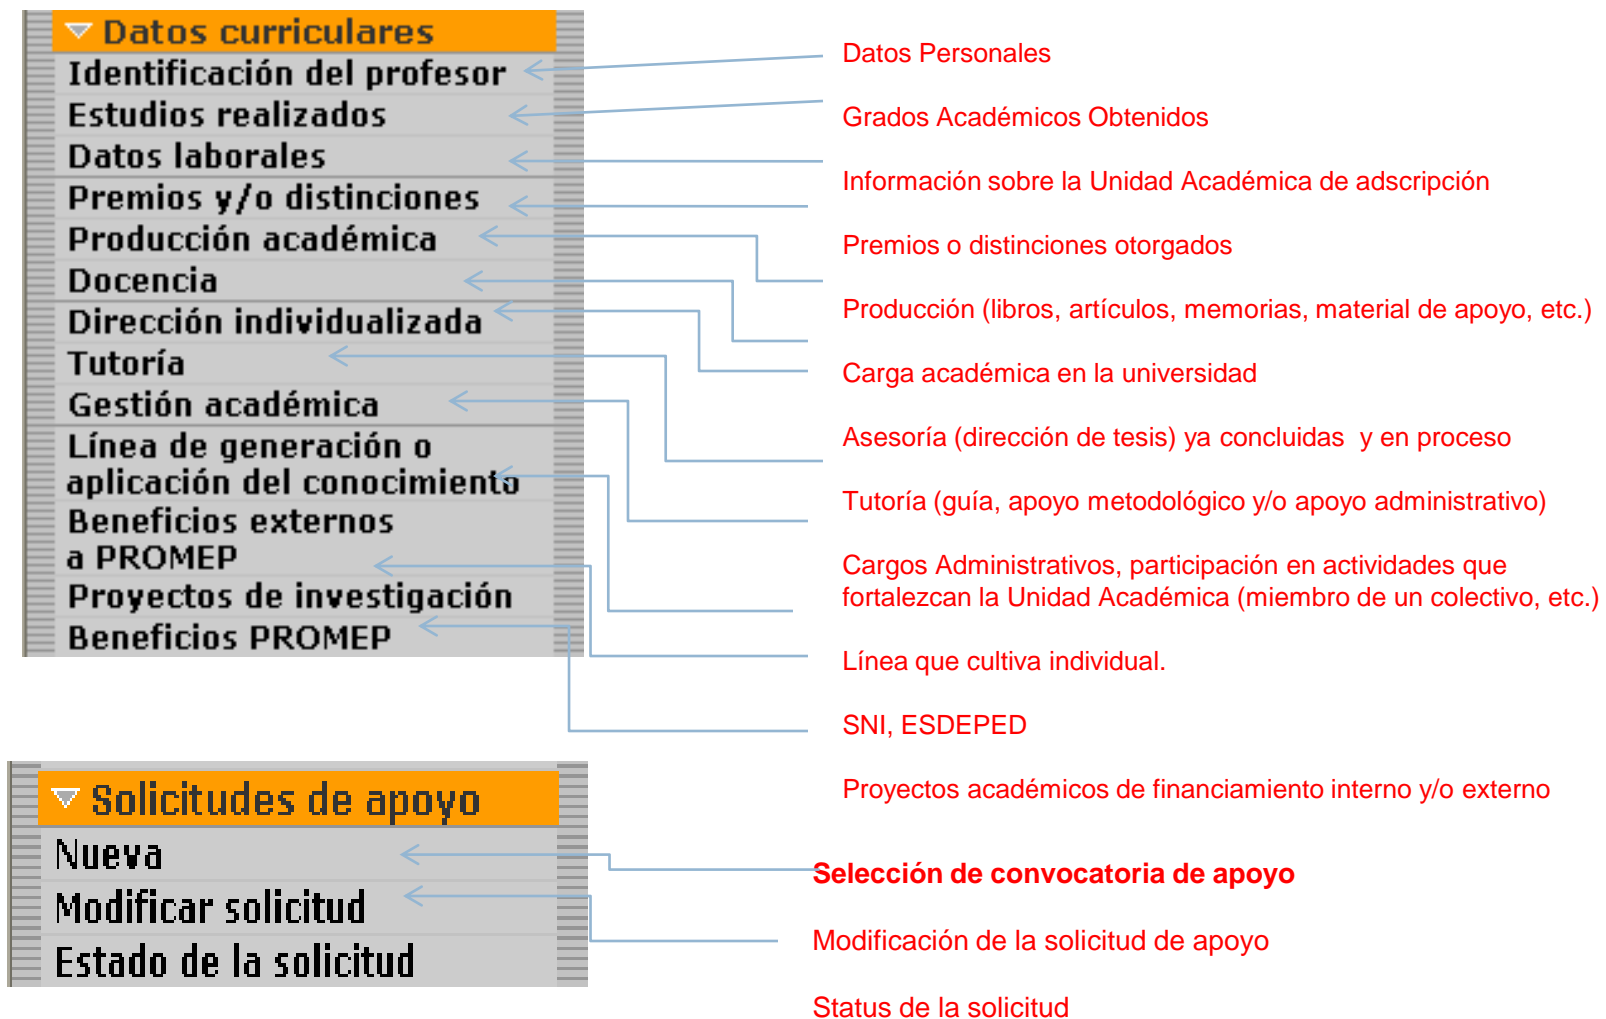 Datos curriculares
Identificación del profesor
Estudios realizados
Datos laborales
Premios y/o distinciones
Producción académica
Docencia
Dirección individualizada
Tutoría
Gestión académica
Línea de generación o
aplicación del conocimiento
Beneficios externos
a PROMEP
Proyectos de investigación
Beneficios PROMEP
Datos Personales
Grados Académicos Obtenidos
Información sobre la Unidad Académica de adscripción
Premios o distinciones otorgados
Producción (libros, artículos, memorias, material de apoyo, etc.)
Carga académica en la universidad
Asesoría (dirección de tesis) ya concluidas  y en proceso
Tutoría (guía, apoyo metodológico y/o apoyo administrativo)
Cargos Administrativos, participación en actividades que
fortalezcan la Unidad Académica (miembro de un colectivo, etc.)
Línea que cultiva individual.
SNI, ESDEPED
Proyectos académicos de financiamiento interno y/o externo
Solicitudes de apoyo
Nueva
Modificar solicitud
Estado de la solicitud
Selección de convocatoria de apoyo
Modificación de la solicitud de apoyo
Status de la solicitud